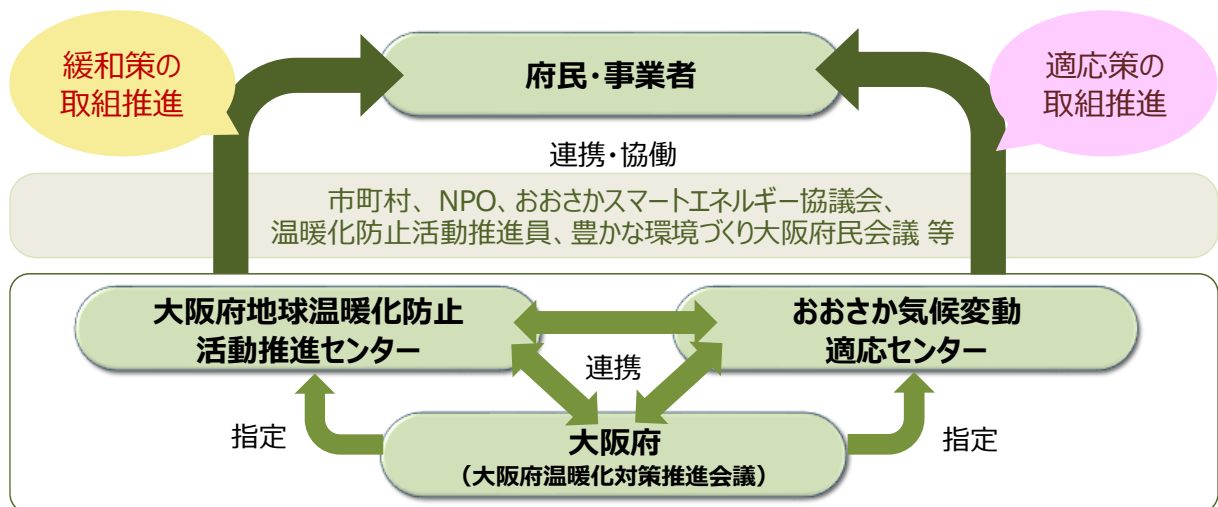 緩和策の
取組推進
府民・事業者
適応策の
取組推進
連携・協働
市町村、NPO、おおさかスマートエネルギー協議会、
温暖化防止活動推進員、豊かな環境づくり大阪府民会議 等
大阪府地球温暖化防止
活動推進センター
おおさか気候変動
適応センター
連携
指定
指定
大阪府
（大阪府温暖化対策推進会議）